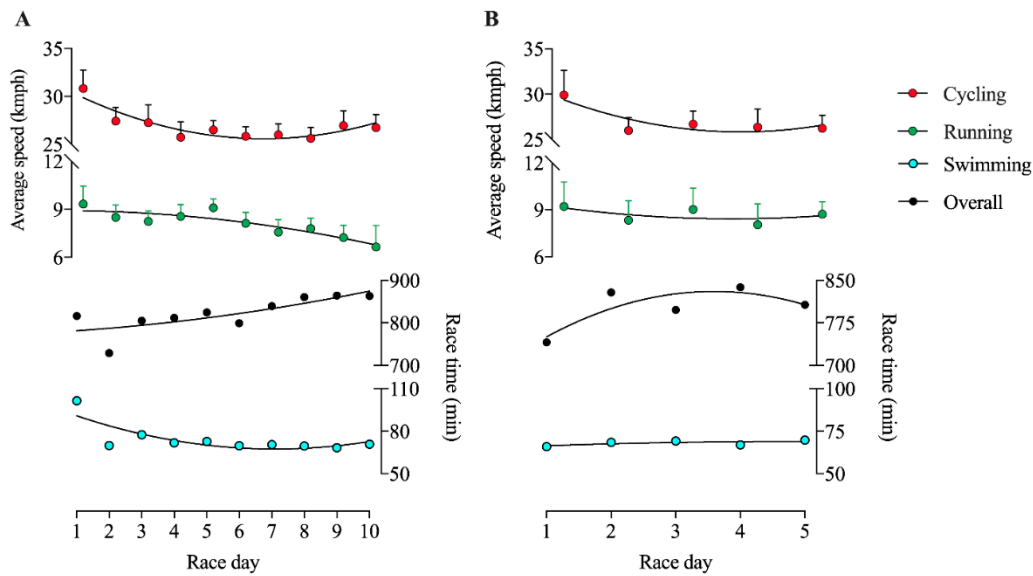 A
Average speed (kmph)
35
30
25
12
9
6
900
800
700
110
80
50
Race time (min)
1 2 3 4 5 6 7 8 9 10
Race day
B
Average speed (kmph)
35
30
25
12
9
6
850
775
700
100
75
50
Race time (min)
1 2 3 4 5
Race day
Cycling
Running
Swimming
Overall